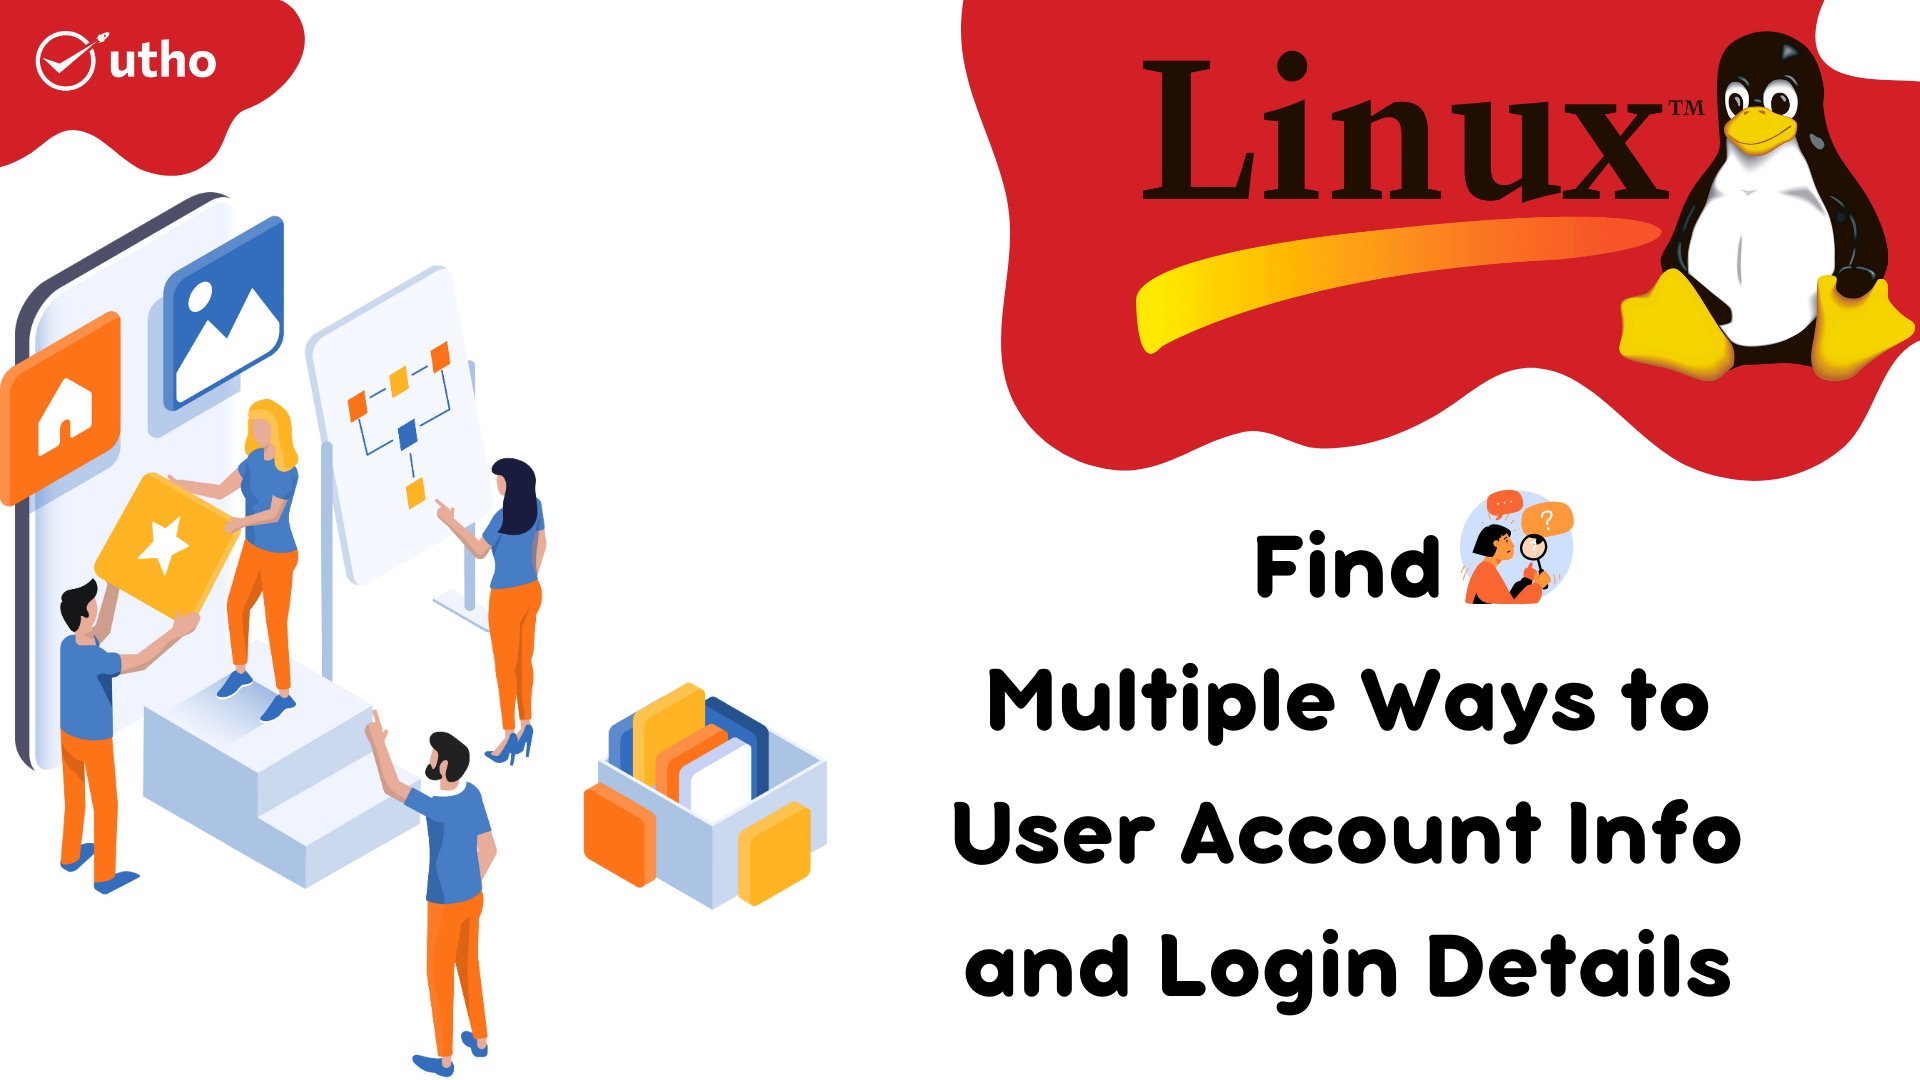 utho
Linux™
Find
?
Multiple Ways to
User Account Info
and Login Details